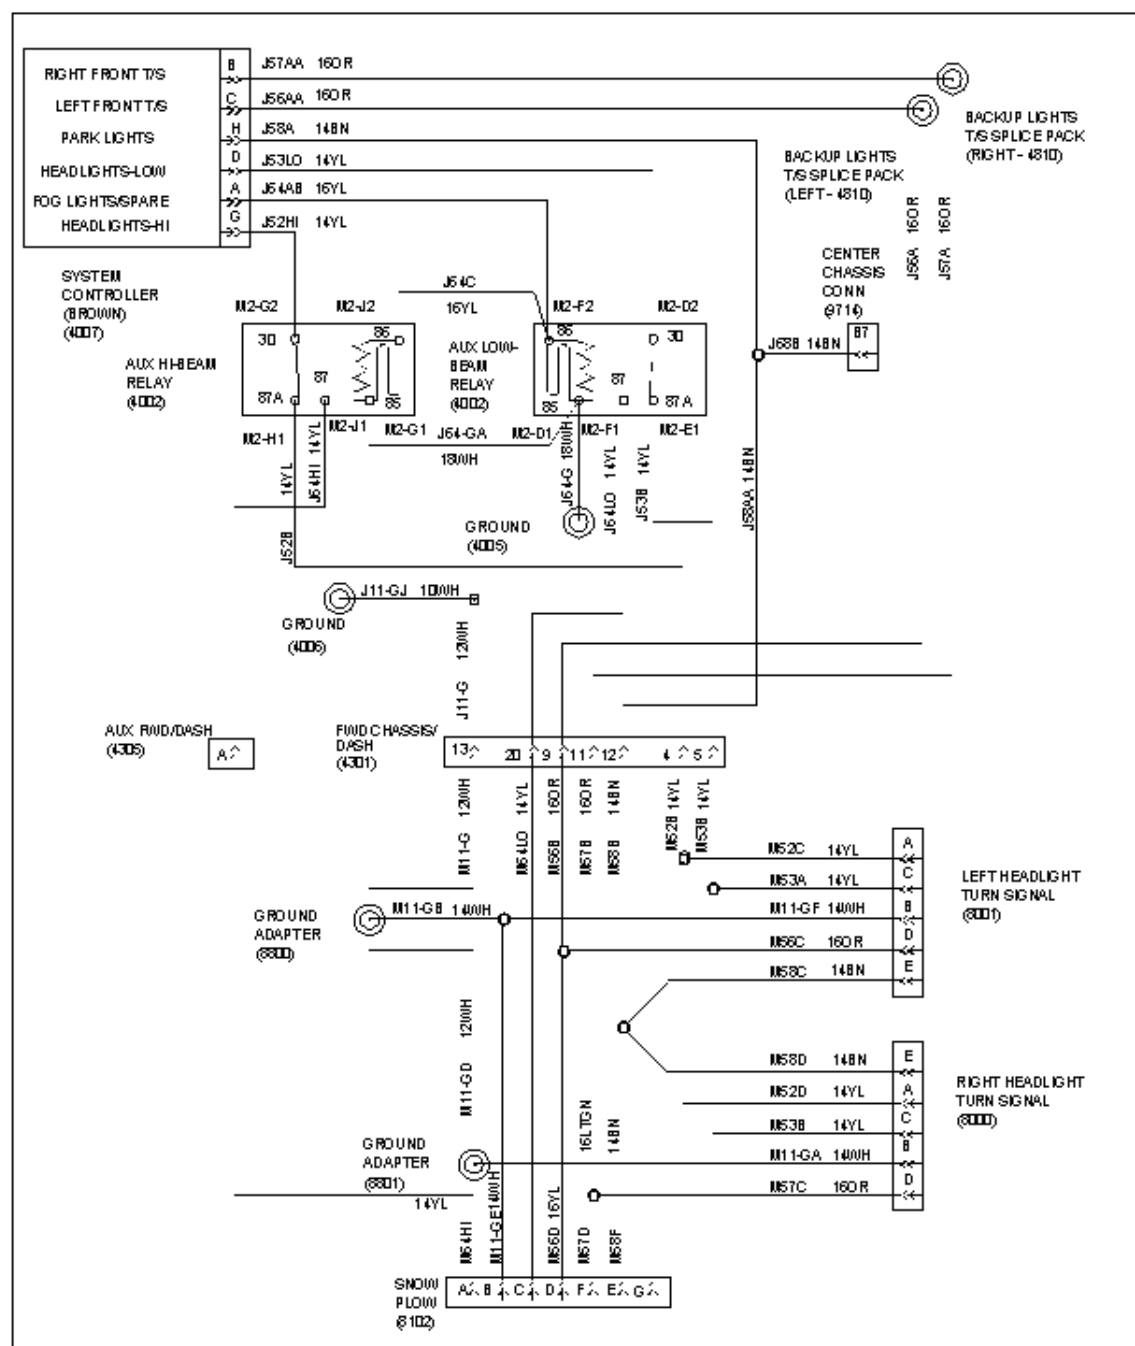 RIGHT FRONT T/S
B
J57AA 16OR
LEFT FRONT T/S
C
J56AA 16OR
PARK LIGHTS
H
J58A 14BN
HEADLIGHTS-LOW
D
J53LO 14YL
FOG LIGHTS/SPARE
A
J64AB 16YL
HEADLIGHTS-HI
G
J52HI 14YL
BACKUP LIGHTS
T/S SPLICE PACK
(RIGHT - 4810)
BACKUP LIGHTS
T/S SPLICE PACK
(LEFT - 4810)
J56A 16OR
J57A 16OR
SYSTEM
CONTROLLER
(BROWN)
(4007)
CENTER
CHASSIS
CONN
(9714)
B7
J68B 14BN
J64C
16YL
M2-G2
M2-J2
M2-F2
M2-D2
AUX HI-BEAM
RELAY
(4002)
30
86
87
87A
85
AUX LOW-
BEAM
RELAY
(4002)
86
30
87
85
87A
M2-H1
M2-J1
M2-G1
M2-D1
M2-F1
M2-E1
J64-GA
18WH
14YL
J52B
J64HI 14YL
J64-G 18WH
J64LO 14YL
J53B 14YL
J58AA 14BN
GROUND
(4005)
J11-GJ 10WH
GROUND
(4006)
J11-G 12WH
AUX FWD/DASH
(4305)
A
FWD CHASSIS/
DASH
(4301)
13
20
9
11
12
4
5
M11-G 12WH
M64LO 14YL
M56B 16OR
M57B 16OR
M58B 14BN
M52B 14YL
M53B 14YL
M52C 14YL
A
M53A 14YL
C
M11-GF 14WH
B
M56C 16OR
D
M58C 14BN
E
LEFT HEADLIGHT
TURN SIGNAL
(8001)
GROUND
ADAPTER
(8800)
M11-GB 14WH
M11-GD 12WH
M58D 14BN
E
M52D 14YL
A
M53B 14YL
C
M11-GA 14WH
B
M57C 16OR
D
RIGHT HEADLIGHT
TURN SIGNAL
(8000)
GROUND
ADAPTER
(8801)
14YL
M64HI
M11-GE 14WH
M56D 16YL
M57D
16LTGN
M58F
14BN
SNOW
PLOW
(8102)
A
B
C
D
F
E
G